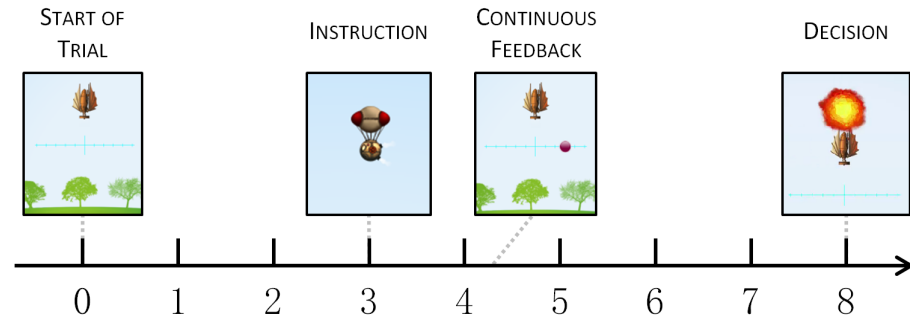 START OF
TRIAL
INSTRUCTION
CONTINUOUS
FEEDBACK
DECISION
0 1 2 3 4 5 6 7 8